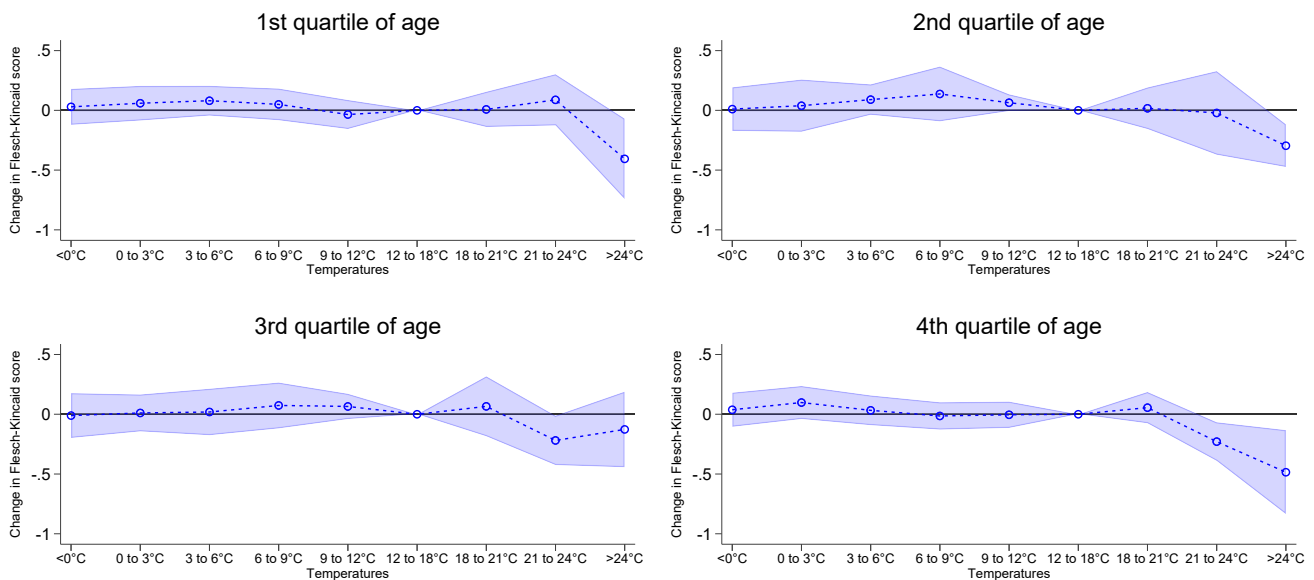 1st quartile of age
Change in Flesch-Kincaid score
.5
0
-.5
-1
<0°C 0 to 3°C 3 to 6°C 6 to 9°C 9 to 12°C 12 to 18°C 18 to 21°C 21 to 24°C >24°C
Temperatures
2nd quartile of age
Change in Flesch-Kincaid score
.5
0
-.5
-1
<0°C 0 to 3°C 3 to 6°C 6 to 9°C 9 to 12°C 12 to 18°C 18 to 21°C 21 to 24°C >24°C
Temperatures
3rd quartile of age
Change in Flesch-Kincaid score
.5
0
-.5
-1
<0°C 0 to 3°C 3 to 6°C 6 to 9°C 9 to 12°C 12 to 18°C 18 to 21°C 21 to 24°C >24°C
Temperatures
4th quartile of age
Change in Flesch-Kincaid score
.5
0
-.5
-1
<0°C 0 to 3°C 3 to 6°C 6 to 9°C 9 to 12°C 12 to 18°C 18 to 21°C 21 to 24°C >24°C
Temperatures